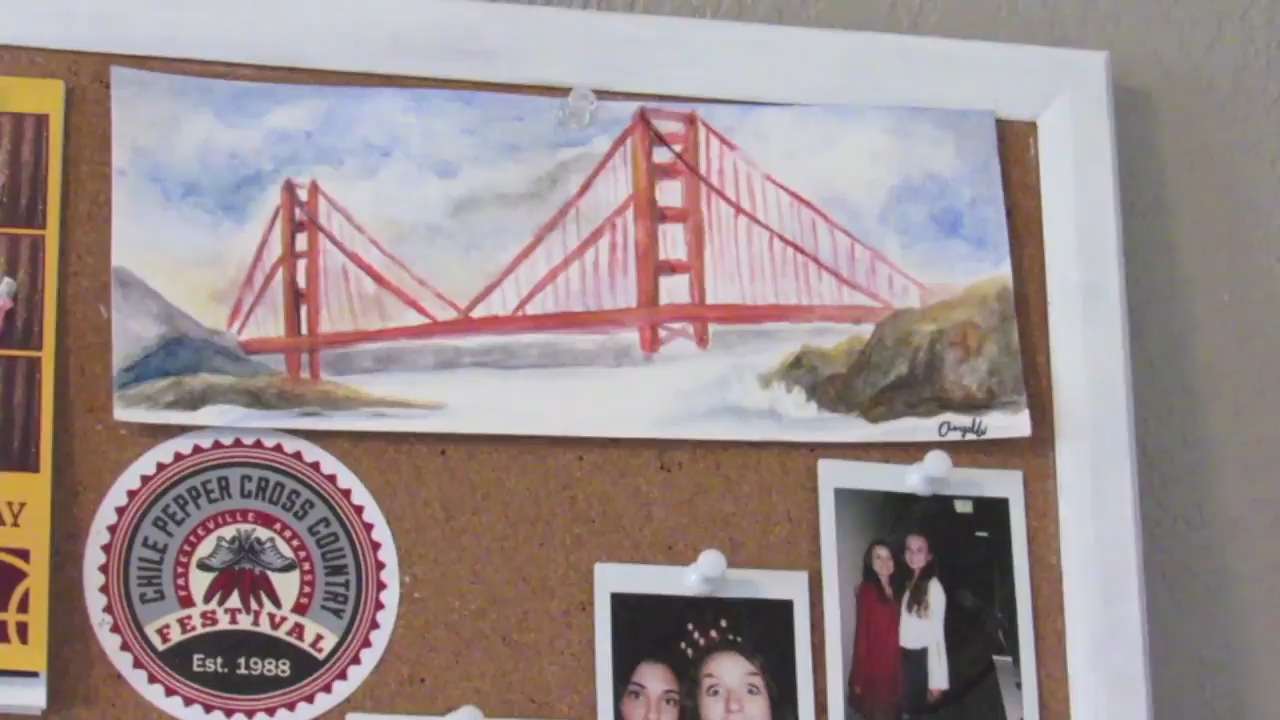 AY
CHILE PEPPER CROSS COUNTRY
FAYETTEVILLE, ARKANSAS
FESTIVAL
Est. 1988